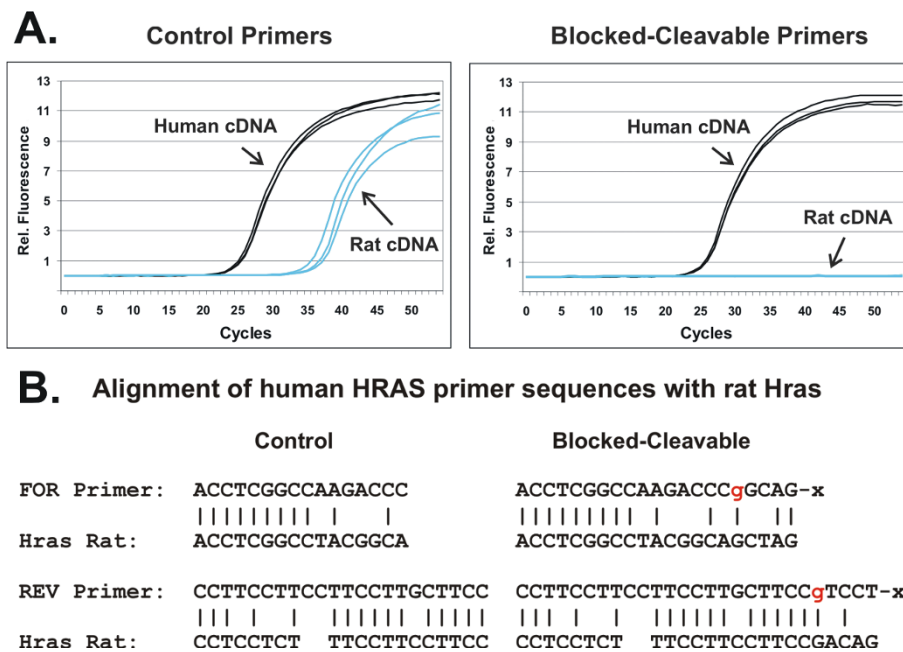 A.
Control Primers
13
11
9
7
5
3
1
Rel. Fluorescence
Human cDNA
Rat cDNA
0 5 10 15 20 25 30 35 40 45 50
Cycles
Blocked-Cleavable Primers
13
11
9
7
5
3
1
Rel. Fluorescence
Human cDNA
Rat cDNA
0 5 10 15 20 25 30 35 40 45 50
Cycles
B. Alignment of human HRAS primer sequences with rat Hras
Control Blocked-Cleavable
FOR Primer: ACCTCGGCCAAGACCC ACCTCGGCCAAGACCCgGCAG-x
Hras Rat: ACCTCGGCCTACGGCA ACCTCGGCCTACGGCAGCTAG
REV Primer: CCTTCCTTCCTTCCTTGCTTCC CCTTCCTTCCTTCCTTGCTTCCgTCCT-x
Hras Rat: CCTCCTCT TTCCTTCCTTCC CCTCCTCT TTCCTTCCTTCCGACAG